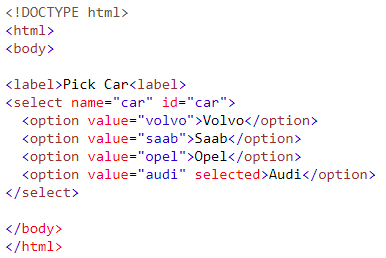 <!DOCTYPE html>
<html>
<body>
<label>Pick Car<label>
<select name="car" id="car">
<option value="volvo">Volvo</option>
<option value="saab">Saab</option>
<option value="opel">Opel</option>
<option value="audi" selected>Audi</option>
</select>
</body>
</html>